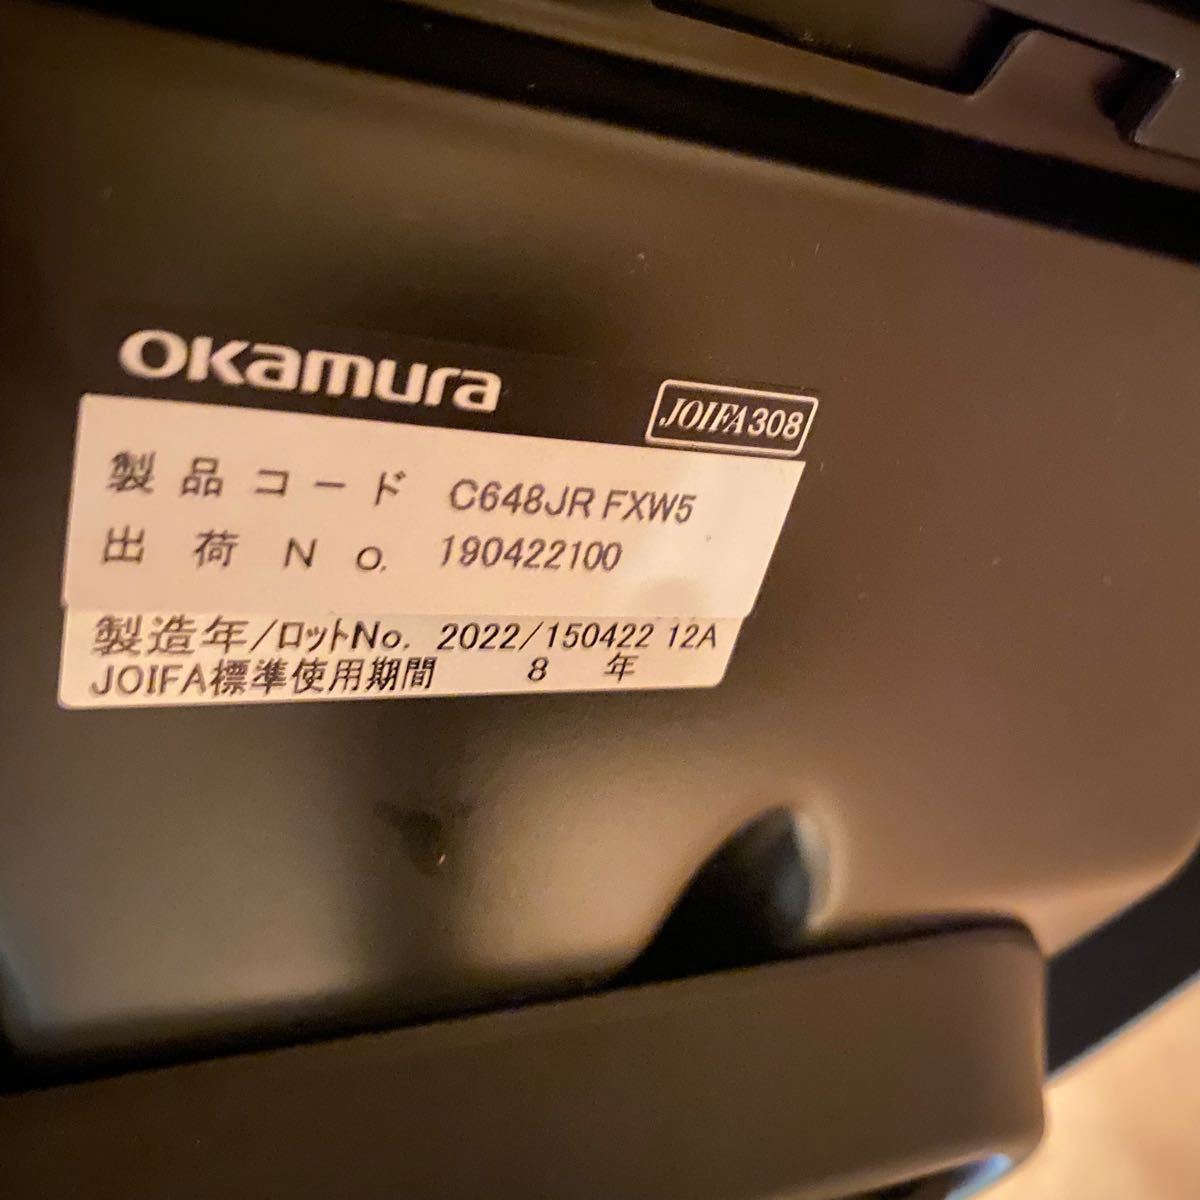 okamura
JOIFA308
製品コード C648JR FXW5
出荷No. 190422100
製造年/ロットNo. 2022/150422 12A
JOIFA標準使用期間 8 年